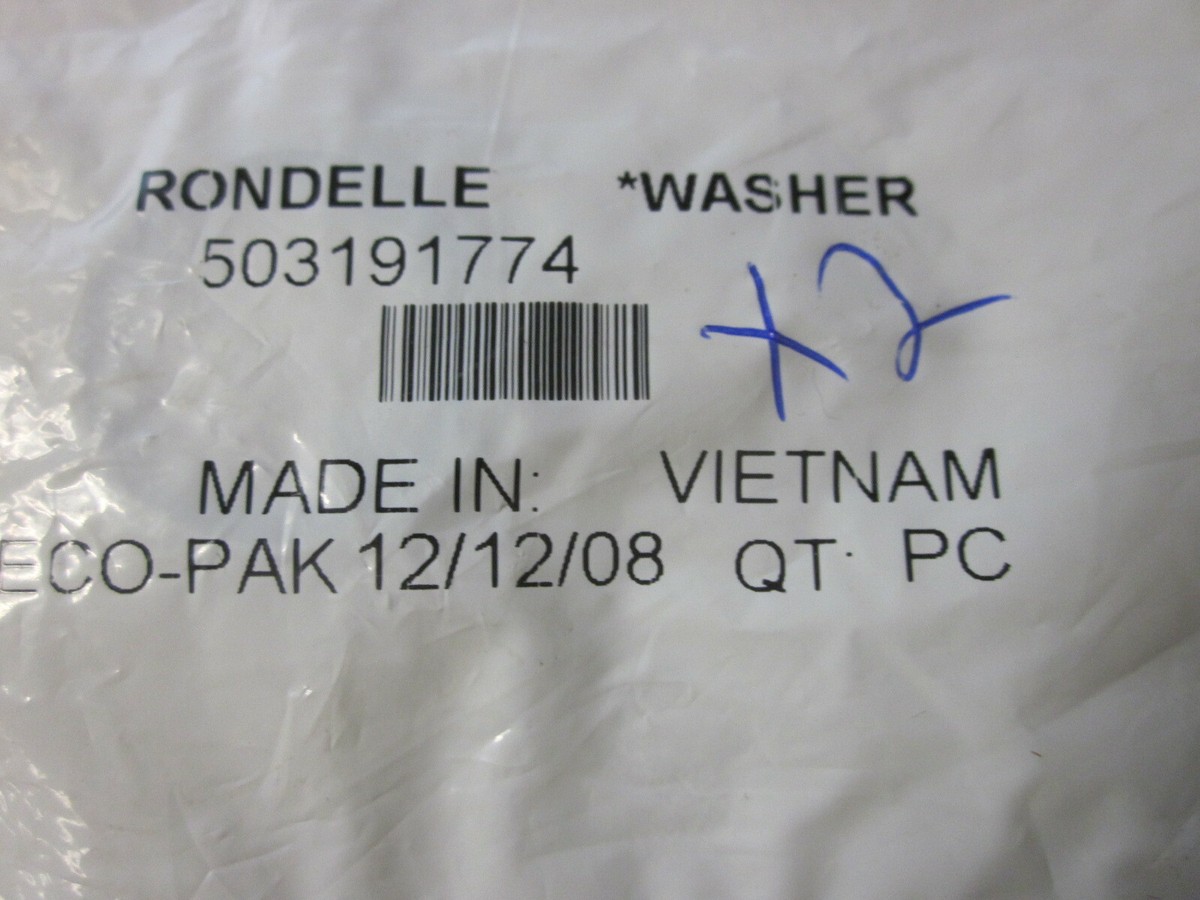 RONDELLE *WASHER
503191774
x2
MADE IN: VIETNAM
ECO-PAK 12/12/08 QT PC